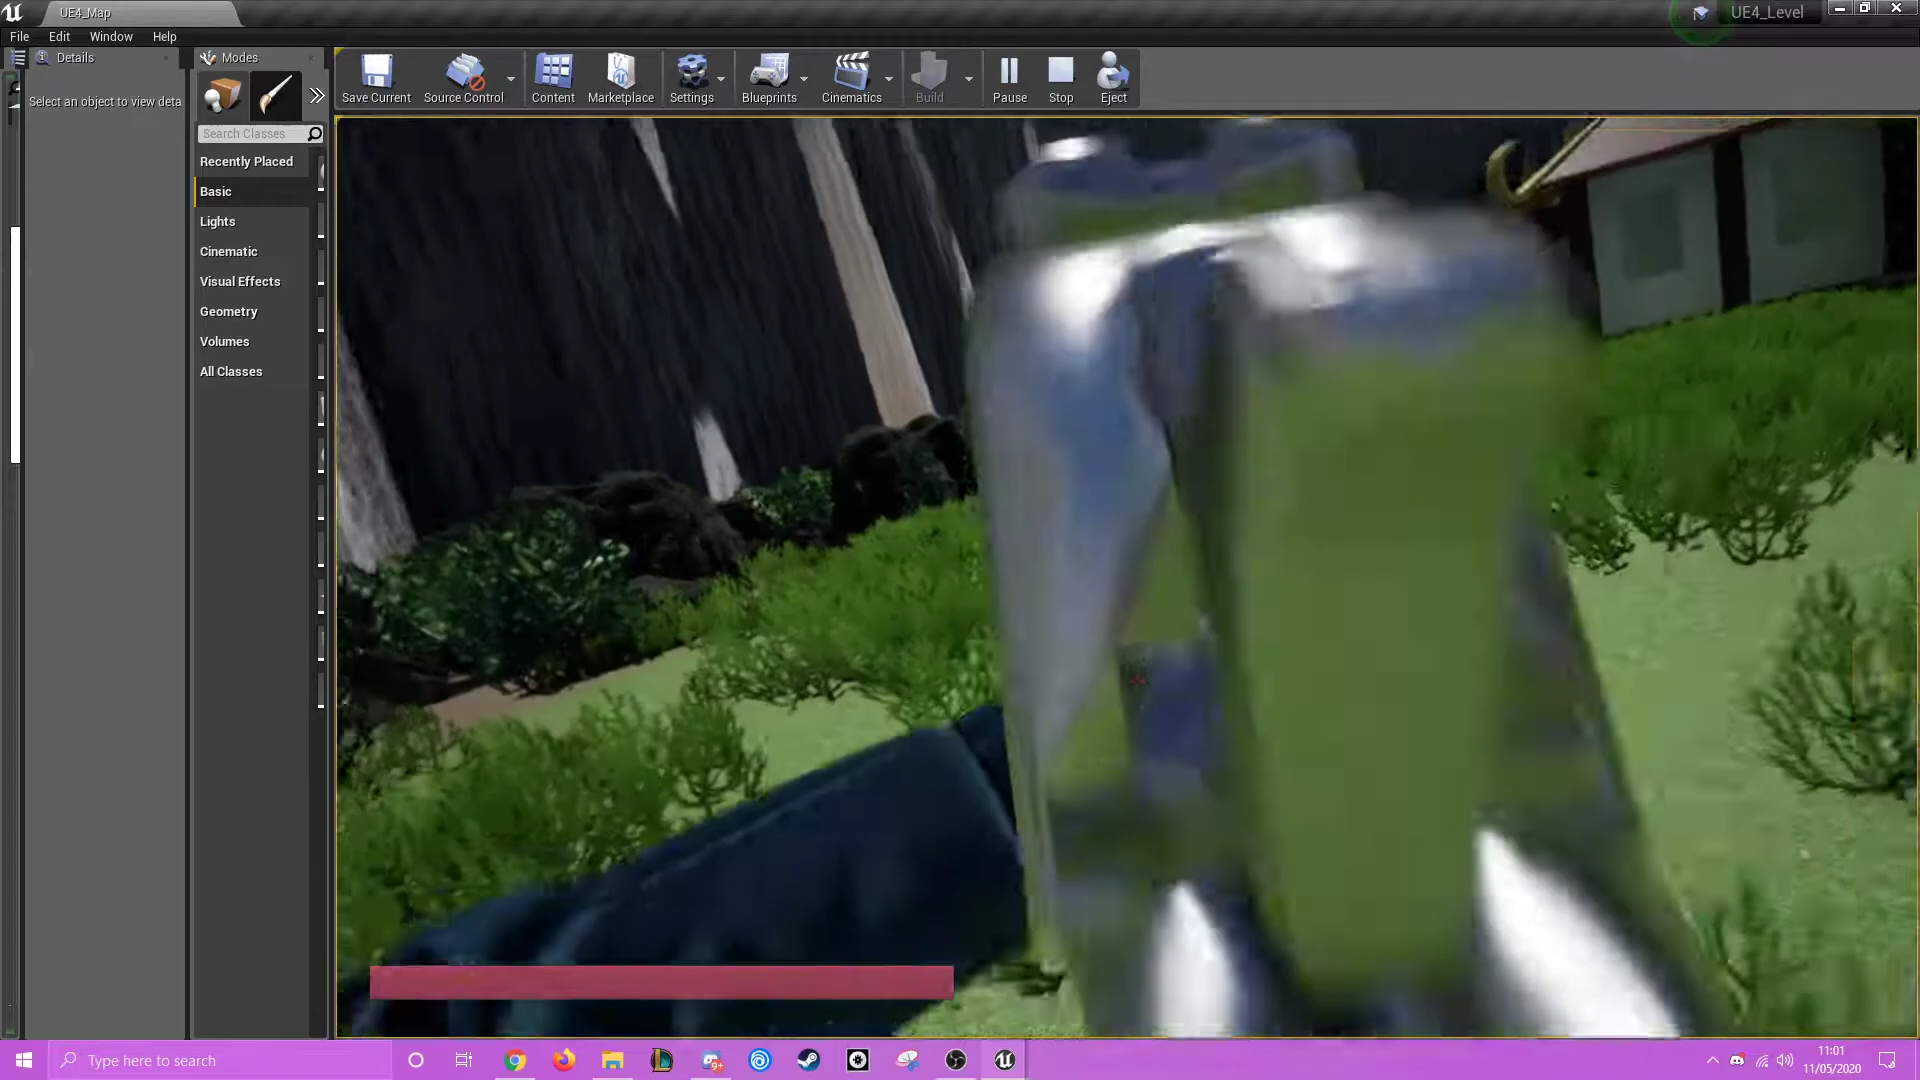 UE4_Map
UE4_Level
File Edit Window Help
Details
Modes
Select an object to view deta
Search Classes
Recently Placed
Basic
Lights
Cinematic
Visual Effects
Geometry
Volumes
All Classes
Save Current
Source Control
Content
Marketplace
Settings
Blueprints
Cinematics
Build
Pause
Stop
Eject
Type here to search
9+
11:01
11/05/2020